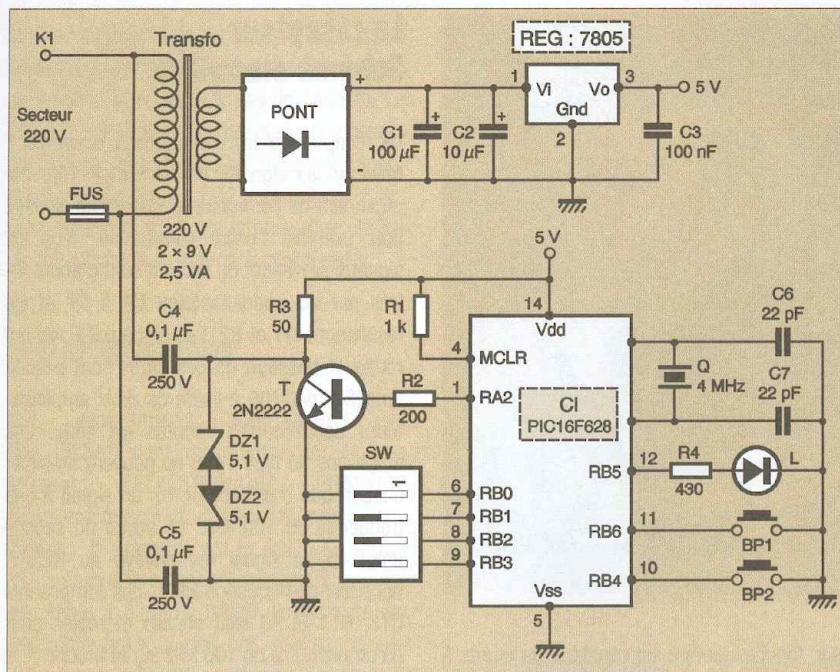 K1
Transfo
Secteur
220 V
FUS
220 V
2 × 9 V
2,5 VA
PONT
+
-
C1
100 µF
+
C2
10 µF
+
REG : 7805
1
Vi
Vo
3
Gnd
2
5 V
C3
100 nF
C4
0,1 µF
250 V
DZ1
5,1 V
DZ2
5,1 V
C5
0,1 µF
250 V
R3
50
R1
1 k
T
2N2222
R2
200
SW
1
5 V
14
Vdd
4
MCLR
1
RA2
CI
PIC16F628
6
RB0
7
RB1
8
RB2
9
RB3
Vss
5
RB5
12
RB6
11
RB4
10
C6
22 pF
Q
4 MHz
C7
22 pF
R4
430
L
BP1
BP2